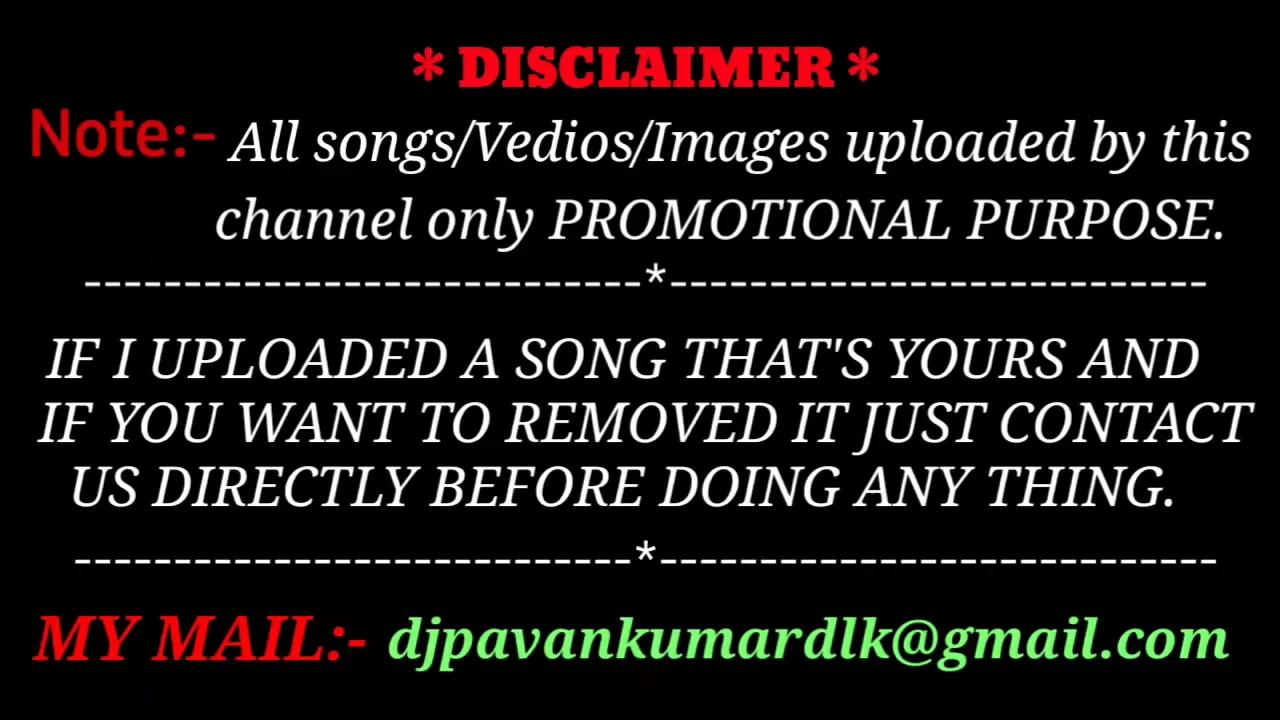 * DISCLAIMER *
Note:- All songs/Vedios/Images uploaded by this
channel only PROMOTIONAL PURPOSE.
----------------------------*---------------------------
IF I UPLOADED A SONG THAT'S YOURS AND
IF YOU WANT TO REMOVED IT JUST CONTACT
US DIRECTLY BEFORE DOING ANY THING.
----------------------------*----------------------------
MY MAIL:- djpavankumardlk@gmail.com